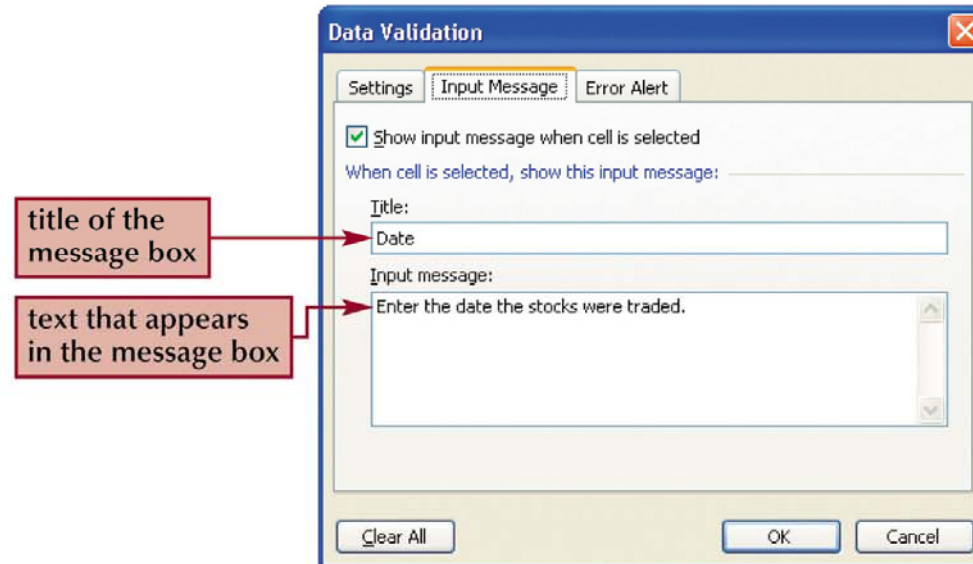 Data Validation
Settings
Input Message
Error Alert
Show input message when cell is selected
When cell is selected, show this input message:
title of the
message box
Title:
Date
Input message:
text that appears
in the message box
Enter the date the stocks were traded.
Clear All
OK
Cancel